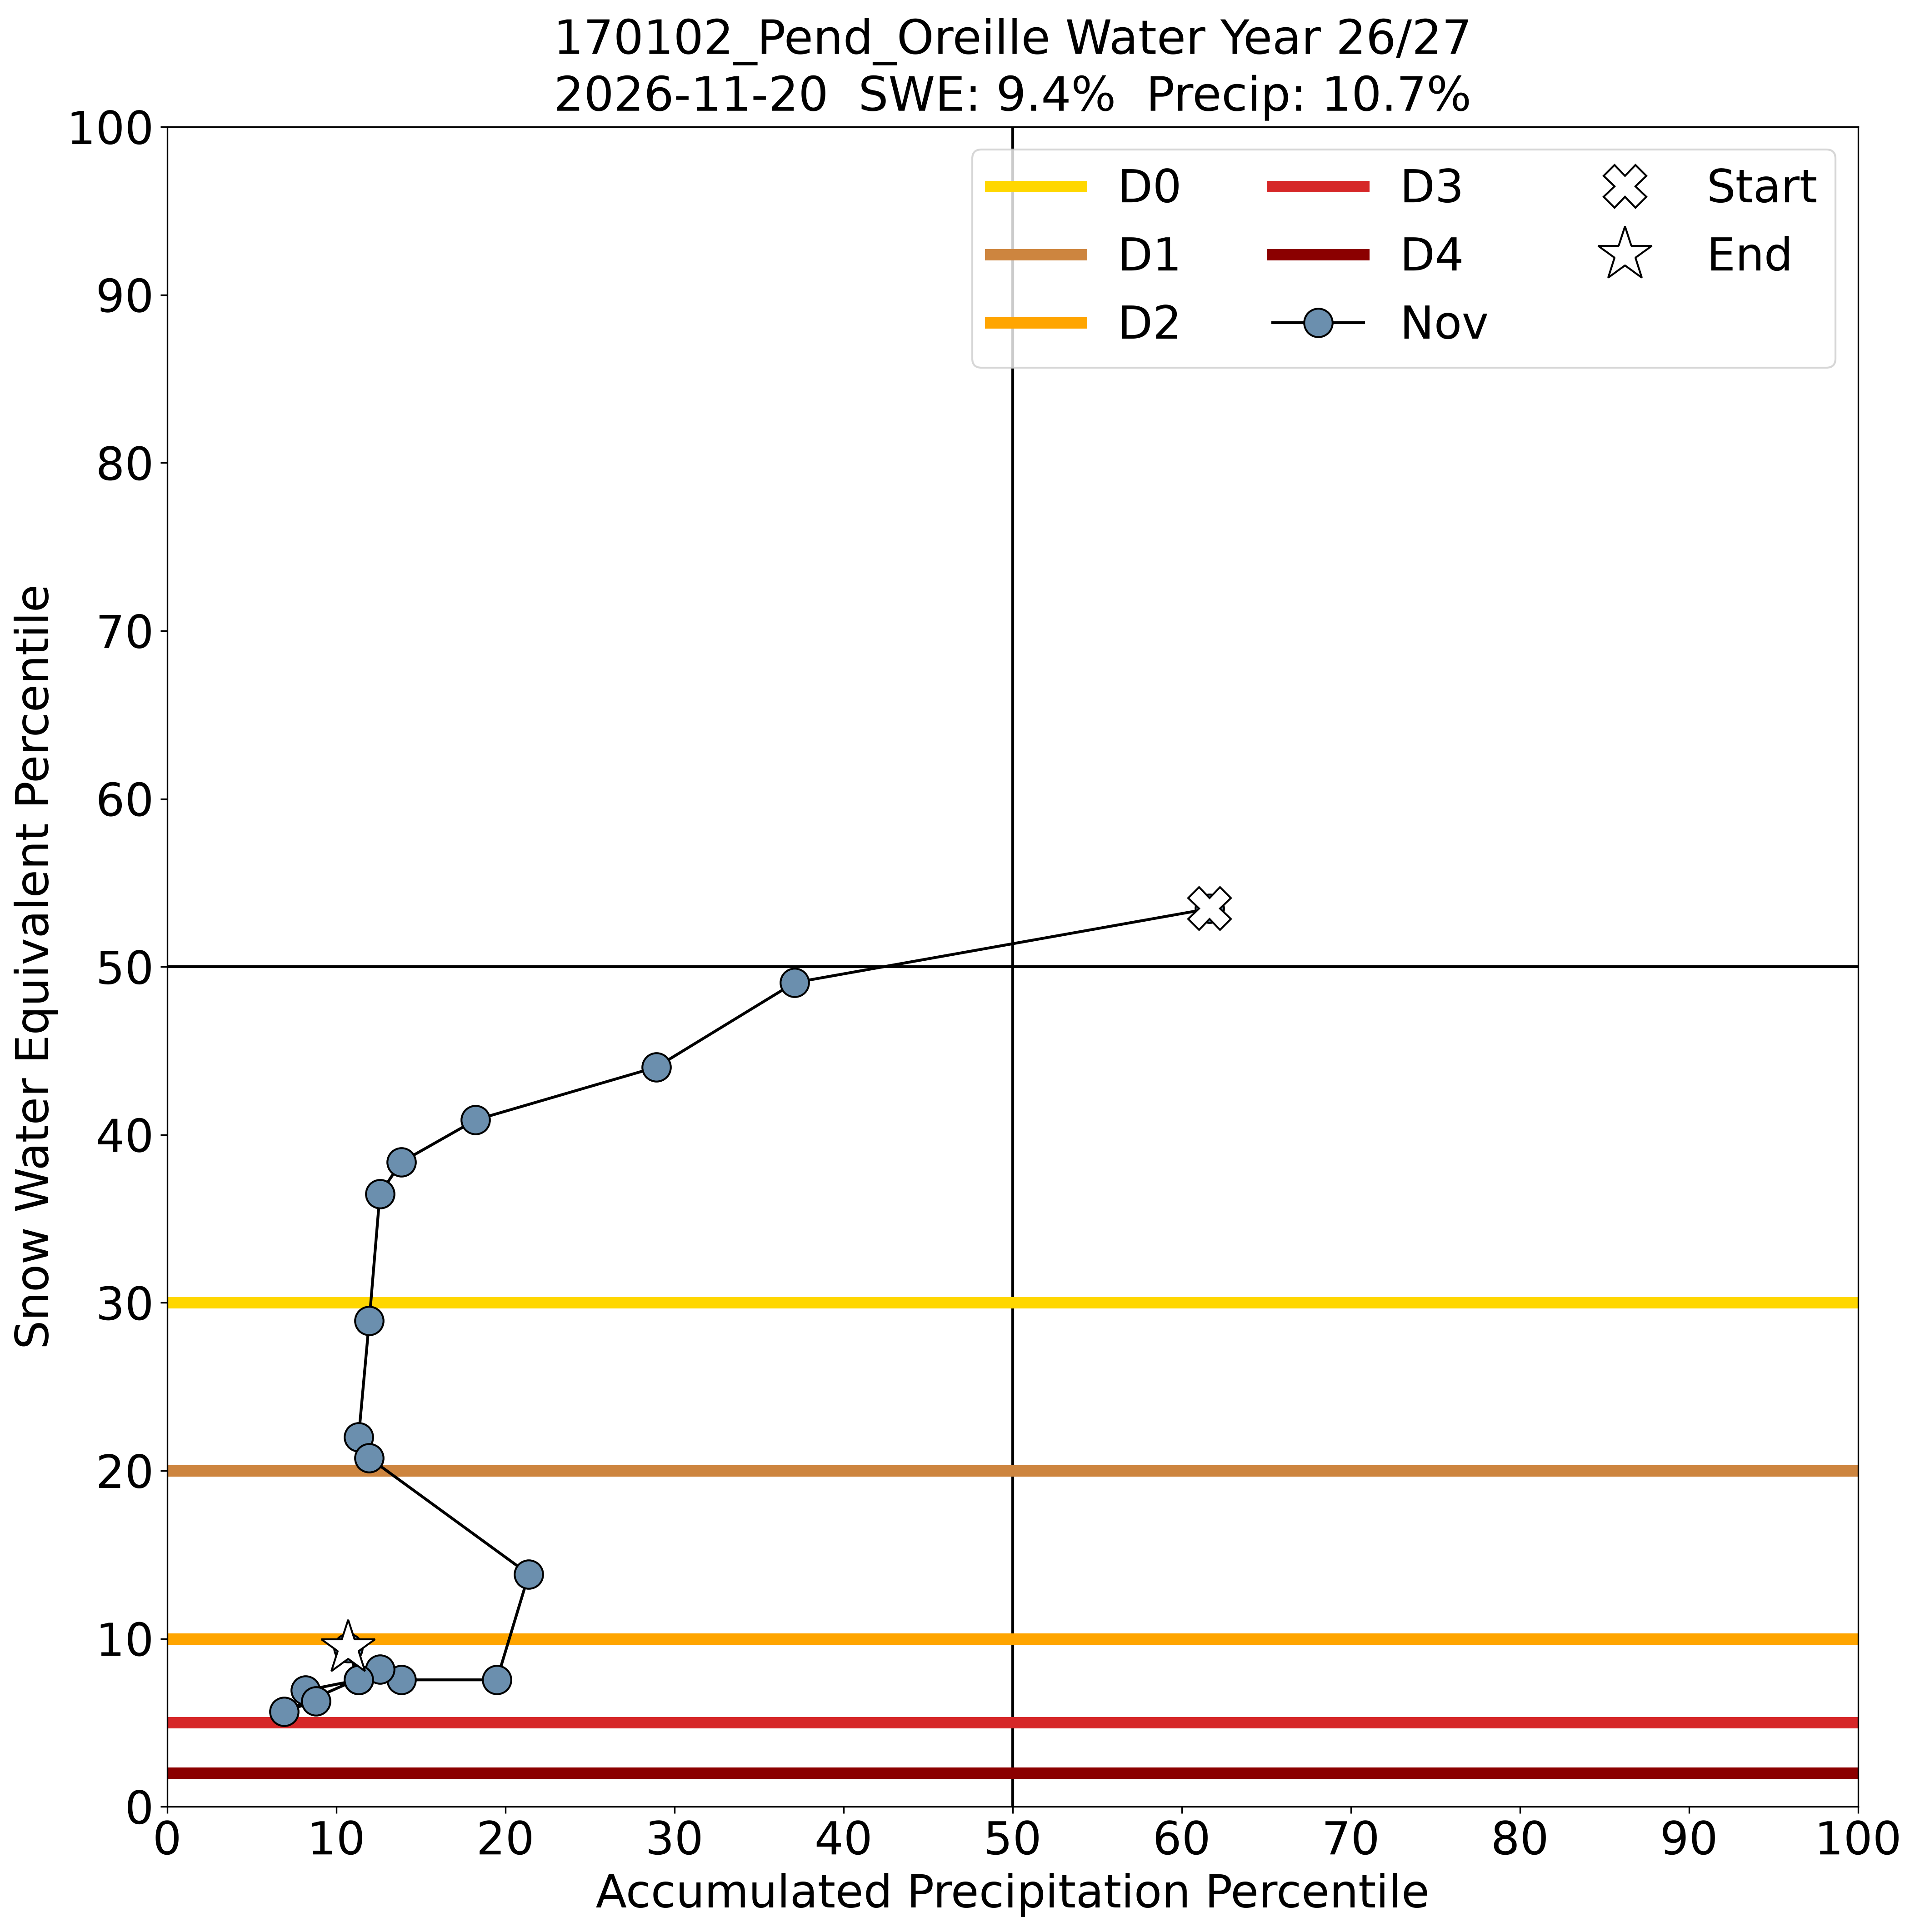 170102_Pend_Oreille Water Year 26/27
2026-11-20  SWE: 9.4%  Precip: 10.7%
D0
D1
D2
D3
D4
Nov
Start
End
Snow Water Equivalent Percentile
100
90
80
70
60
50
40
30
20
10
0
0 10 20 30 40 50 60 70 80 90 100
Accumulated Precipitation Percentile